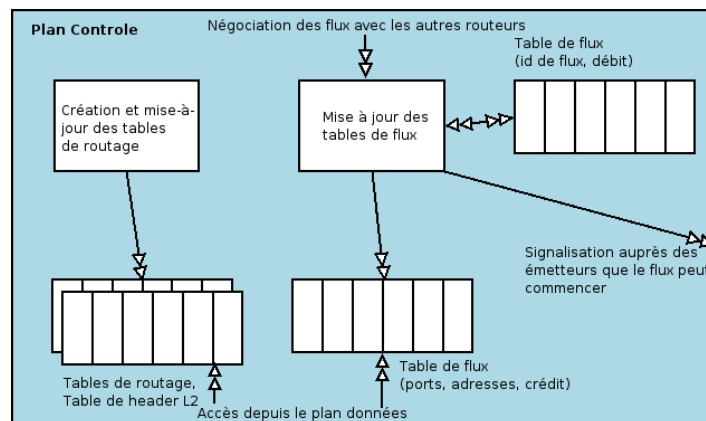 Plan Controle
Négociation des flux avec les autres routeurs
Table de flux
(id de flux, débit)
Création et mise-à-
jour des tables
de routage
Mise à jour des
tables de flux
Signalisation auprès des
émetteurs que le flux peut
commencer
Tables de routage,
Table de header L2
Table de flux
(ports, adresses, crédit)
Accès depuis le plan données